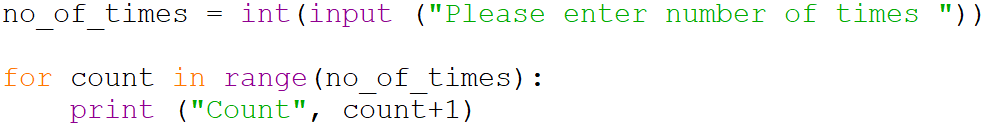 no_of_times = int(input ("Please enter number of times "))
for count in range(no_of_times):
    print ("Count", count+1)